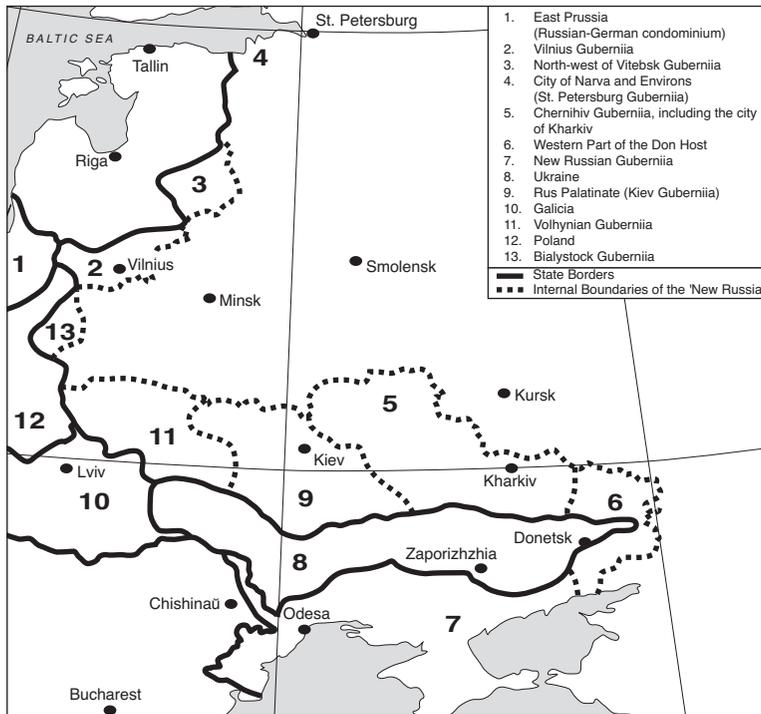 St. Petersburg
BALTIC SEA
Tallin
4
Riga
3
1
2
Vilnius
Smolensk
Minsk
13
5
Kursk
12
11
Kiev
Lviv
Kharkiv
10
9
6
Donetsk
8
Zaporizhzhia
Chishinaŭ
Odesa
7
Bucharest
1. East Prussia
(Russian-German condominium)
2. Vilnius Guberniia
3. North-west of Vitebsk Guberniia
4. City of Narva and Environs
(St. Petersburg Guberniia)
5. Chernihiv Guberniia, including the city
of Kharkiv
6. Western Part of the Don Host
7. New Russian Guberniia
8. Ukraine
9. Rus Palatinate (Kiev Guberniia)
10. Galicia
11. Volhynian Guberniia
12. Poland
13. Bialystock Guberniia
State Borders
Internal Boundaries of the 'New Russia